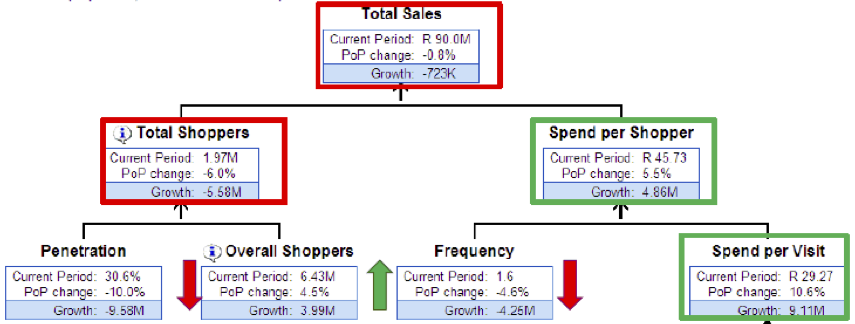 Total Sales
Current Period: R 90.0M
PoP change: -0.8%
Growth: -723K
Total Shoppers
Current Period: 1.97M
PoP change: -6.0%
Growth: -5.58M
Spend per Shopper
Current Period: R 45.73
PoP change: 5.5%
Growth: 4.86M
Penetration
Current Period: 30.6%
PoP change: -10.0%
Growth: -9.58M
Overall Shoppers
Current Period: 6.43M
PoP change: 4.5%
Growth: 3.99M
Frequency
Current Period: 1.6
PoP change: -4.6%
Growth: -4.25M
Spend per Visit
Current Period: R 29.27
PoP change: 10.6%
Growth: 9.11M